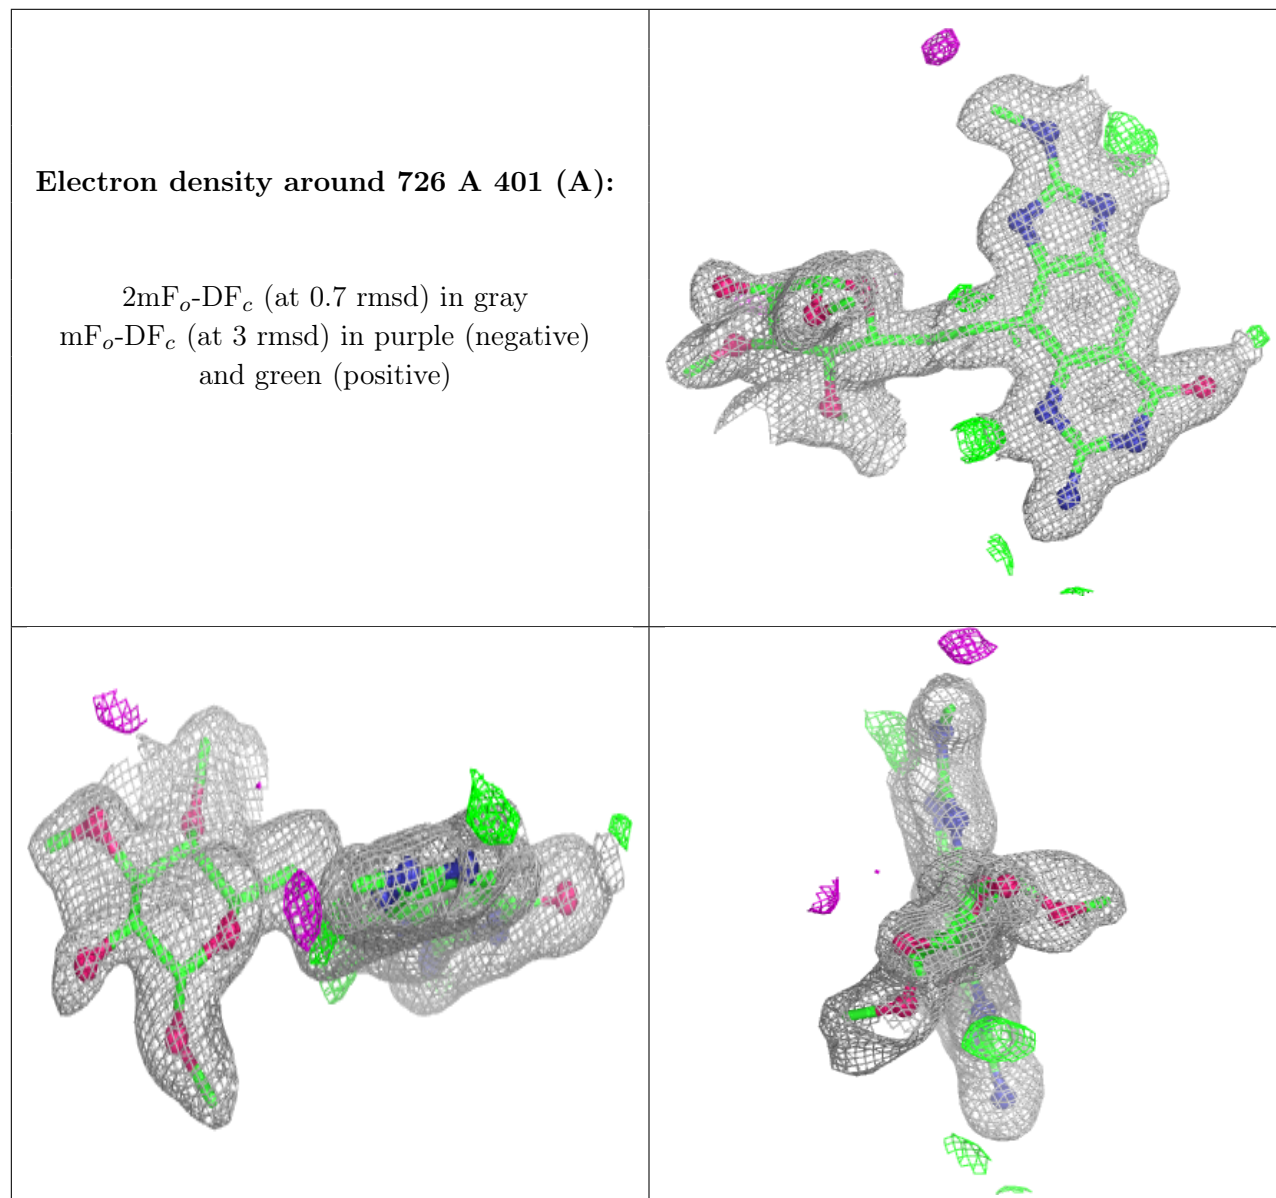 Electron density around 726 A 401 (A):
2mFₒ-DF𝒸 (at 0.7 rmsd) in gray
mFₒ-DF𝒸 (at 3 rmsd) in purple (negative)
and green (positive)